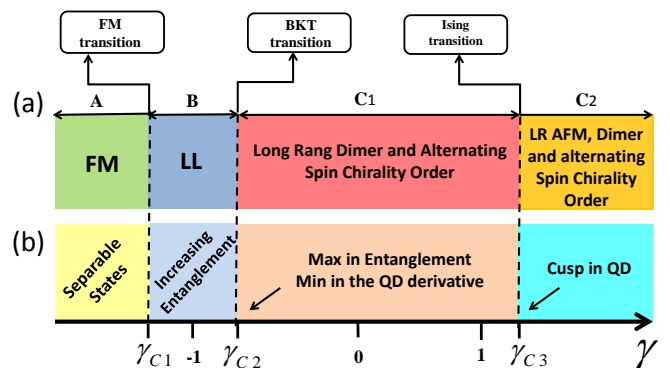 FM
transition
BKT
transition
Ising
transition
(a)
A
B
C1
C2
FM
LL
Long Rang Dimer and Alternating
Spin Chirality Order
LR AFM, Dimer
and alternating
Spin Chirality
Order
(b)
Separable
States
Increasing
Entanglement
Max in Entanglement
Min in the QD derivative
Cusp in QD
γC1
-1
γC2
0
1
γC3
γ